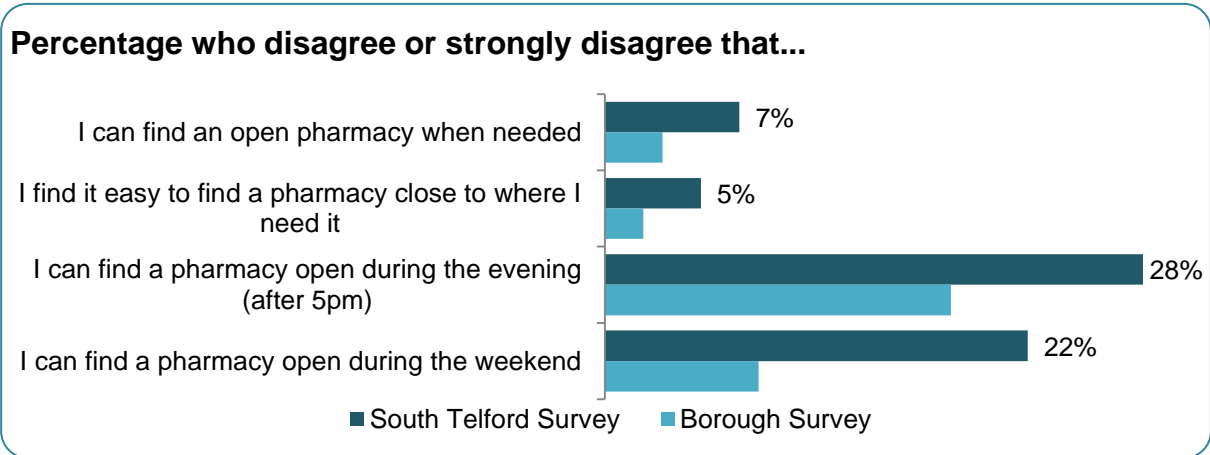 Percentage who disagree or strongly disagree that...
I can find an open pharmacy when needed
7%
I find it easy to find a pharmacy close to where I
need it
5%
I can find a pharmacy open during the evening
(after 5pm)
28%
I can find a pharmacy open during the weekend
22%
South Telford Survey
Borough Survey